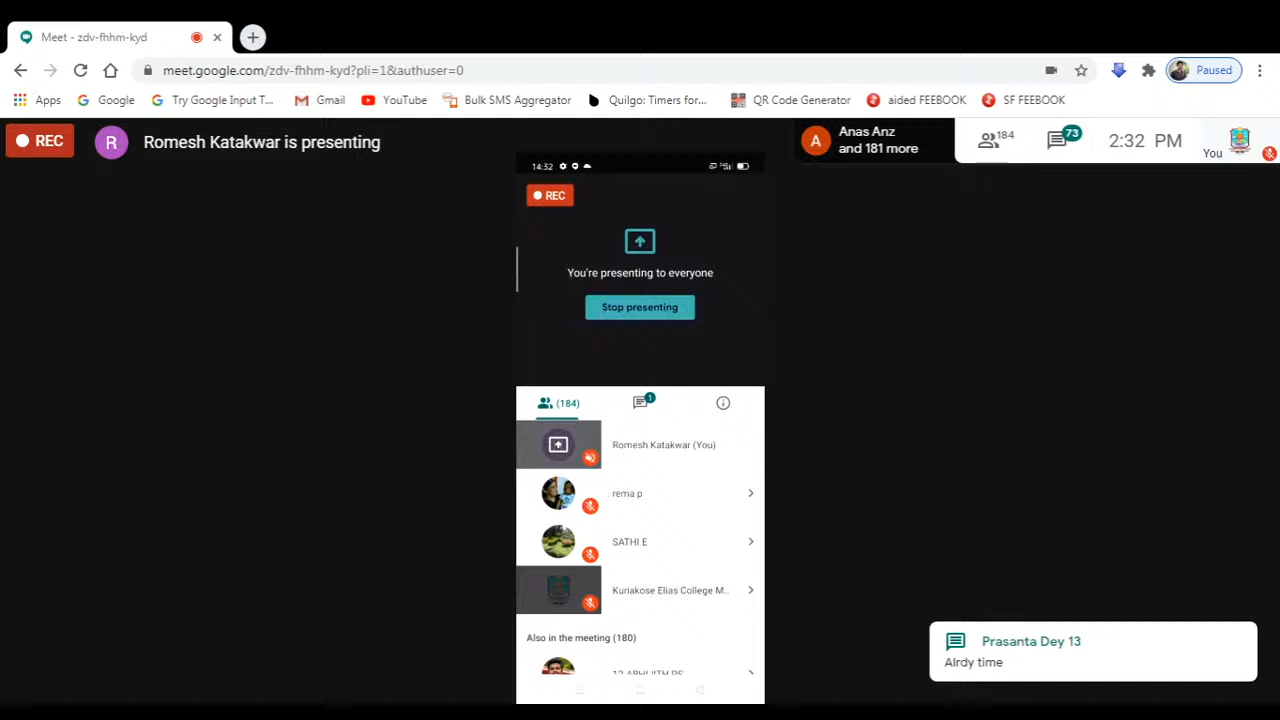 Meet - zdv-fhhm-kyd
meet.google.com/zdv-fhhm-kyd?pli=1&authuser=0
Paused
Apps
Google
Try Google Input T...
Gmail
YouTube
Bulk SMS Aggregator
Quilgo: Timers for...
QR Code Generator
aided FEEBOOK
SF FEEBOOK
REC
R
Romesh Katakwar is presenting
A
Anas Anz
and 181 more
184
73
2:32 PM
You
14:32
REC
You're presenting to everyone
Stop presenting
(184)
1
Romesh Katakwar (You)
rema p
SATHI E
Kuriakose Elias College M..
Also in the meeting (180)
Prasanta Dey 13
Alrdy time